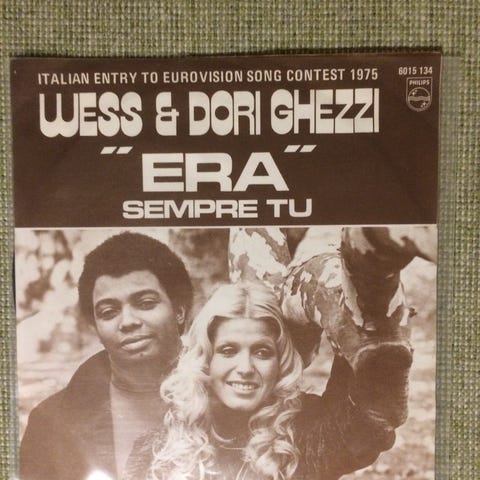 ITALIAN ENTRY TO EUROVISION SONG CONTEST 1975
6015 134
PHILIPS
WESS & DORI GHEZZI
"ERA"
SEMPRE TU